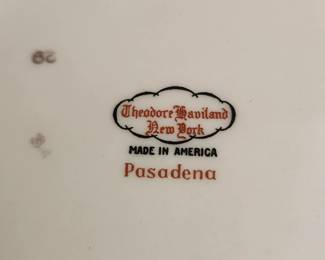 Theodore Haviland
New York
MADE IN AMERICA
Pasadena